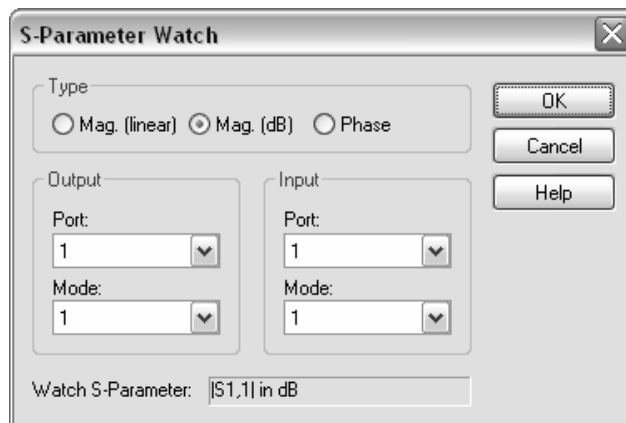 S-Parameter Watch
Type
Mag. (linear) Mag. (dB) Phase
OK
Cancel
Help
Output
Port:
1
Mode:
1
Input
Port:
1
Mode:
1
Watch S-Parameter: |S1,1| in dB